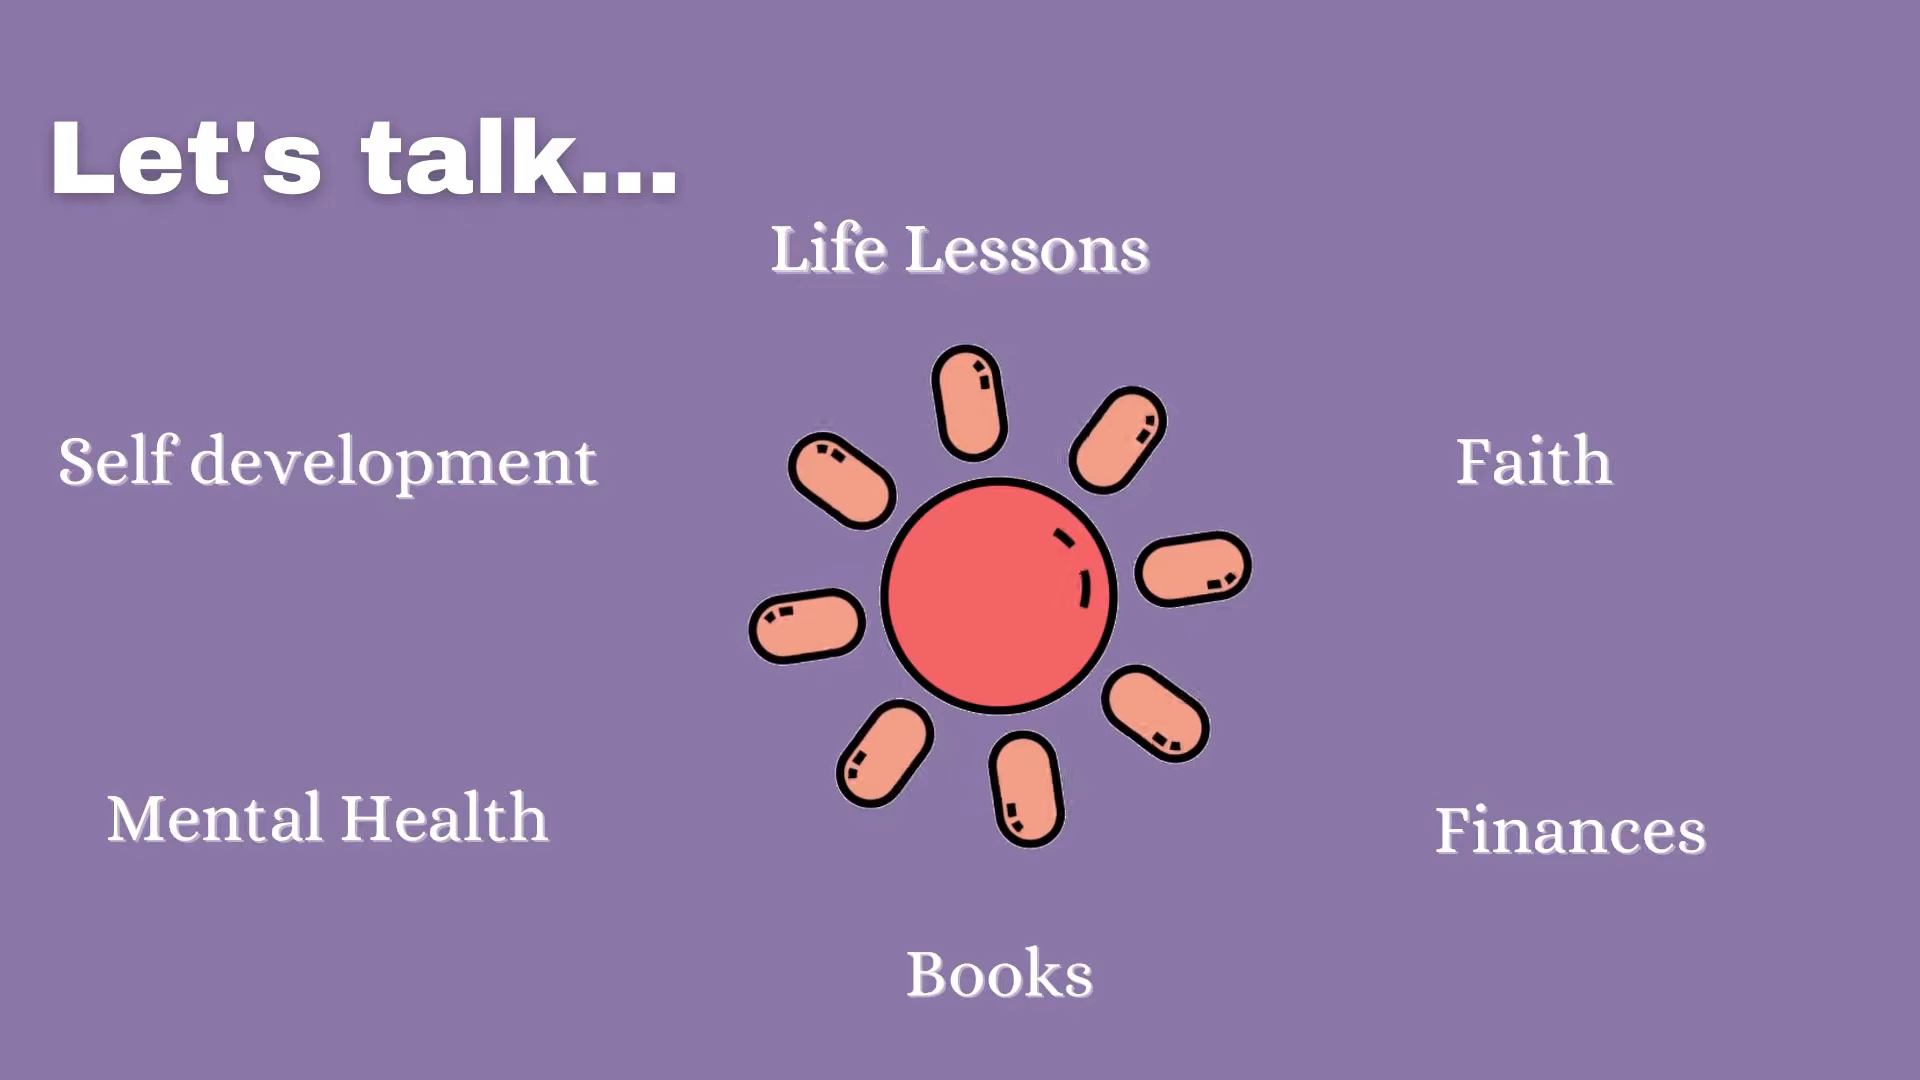 Let's talk...
Life Lessons
Self development
Faith
Mental Health
Finances
Books